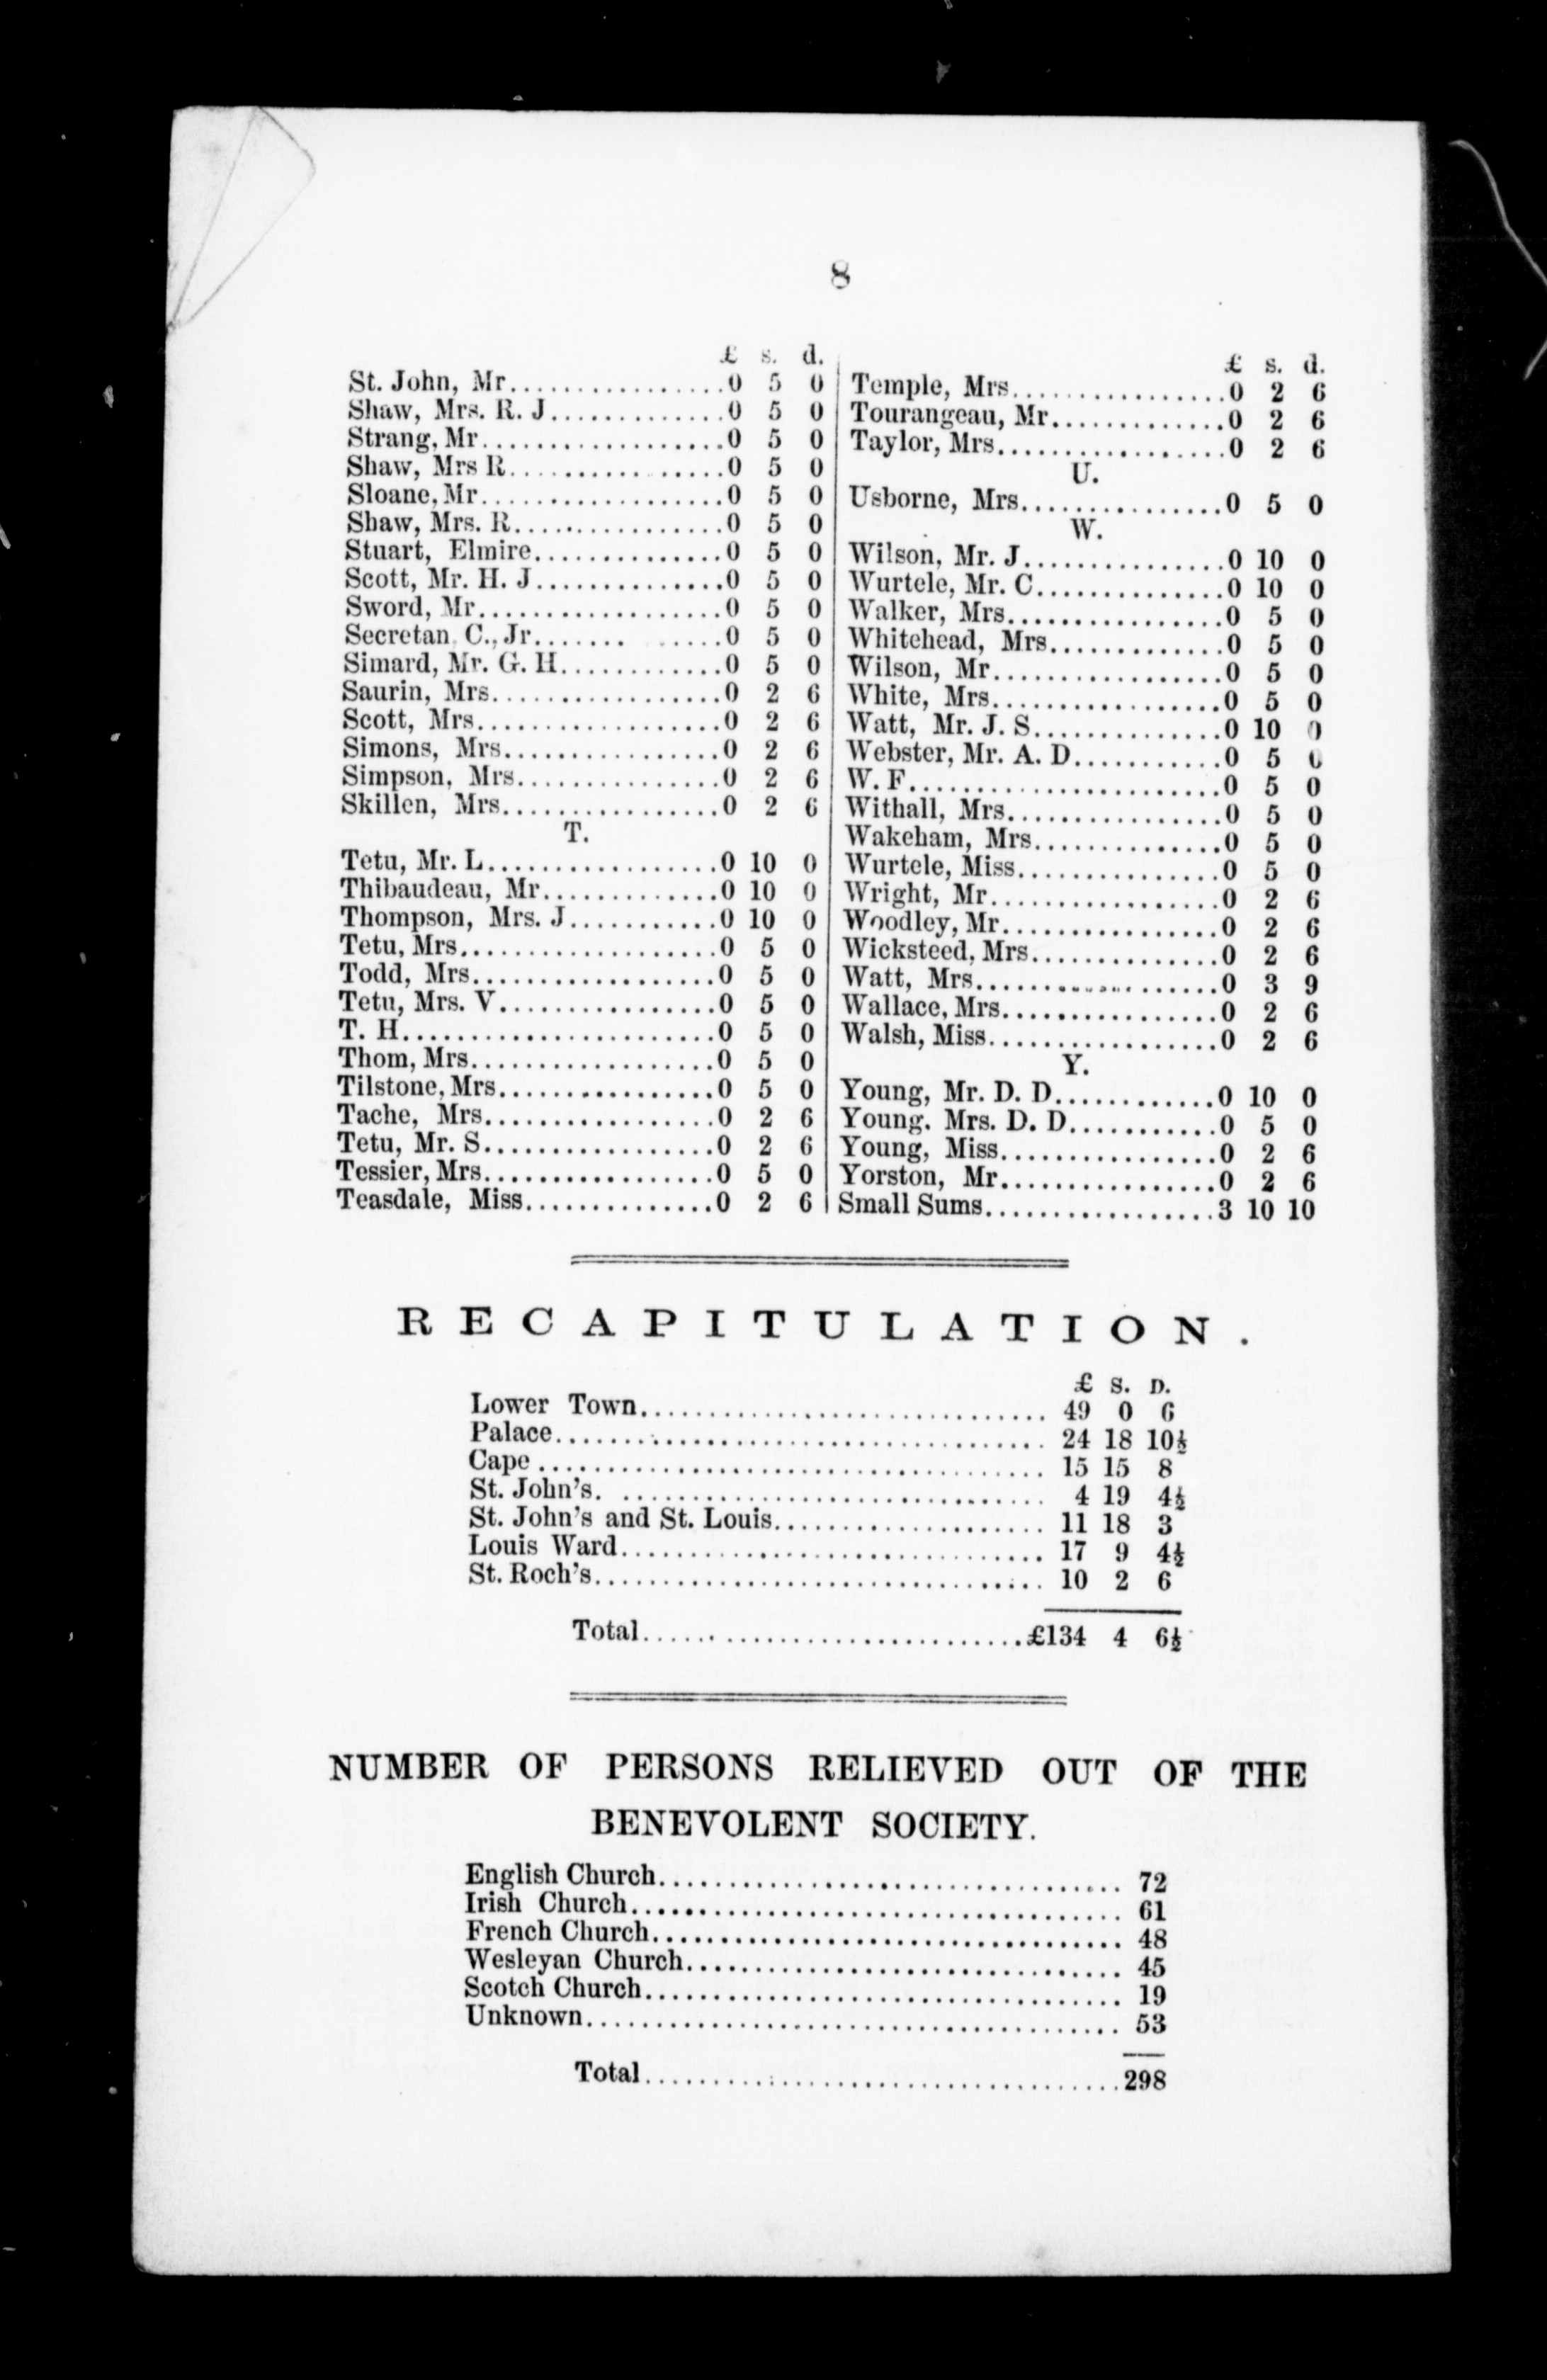 8
£ s. d.
St. John, Mr................0 5 0
Shaw, Mrs. R. J.............0 5 0
Strang, Mr..................0 5 0
Shaw, Mrs R................0 5 0
Sloane, Mr..................0 5 0
Shaw, Mrs. R................0 5 0
Stuart, Elmire..............0 5 0
Scott, Mr. H. J..............0 5 0
Sword, Mr...................0 5 0
Secretan C., Jr....... ......0 5 0
Simard, Mr. G. H............0 5 0
Saurin, Mrs.................0 2 6
Scott, Mrs..................0 2 6
Simons, Mrs................0 2 6
Simpson, Mrs...............0 2 6
Skillen, Mrs................0 2 6
T.
Tetu, Mr. L.................0 10 0
Thibaudeau, Mr.............0 10 0
Thompson, Mrs. J...........0 10 0
Tetu, Mrs...................0 5 0
Todd, Mrs..................0 5 0
Tetu, Mrs. V................0 5 0
T. H.......................0 5 0
Thom, Mrs..................0 5 0
Tilstone, Mrs................0 5 0
Tache, Mrs.................0 2 6
Tetu, Mr. S.................0 2 6
Tessier, Mrs.................0 5 0
Teasdale, Miss..............0 2 6
£ s. d.
Temple, Mrs................0 2 6
Tourangeau, Mr.............0 2 6
Taylor, Mrs.................0 2 6
U.
Usborne, Mrs...............0 5 0
W.
Wilson, Mr. J...............0 10 0
Wurtele, Mr. C..............0 10 0
Walker, Mrs................0 5 0
Whitehead, Mrs.............0 5 0
Wilson, Mr.................0 5 0
White, Mrs.................0 5 0
Watt, Mr. J. S..............0 10 0
Webster, Mr. A. D...........0 5 0
W. F.......................0 5 0
Withall, Mrs................0 5 0
Wakeham, Mrs..............0 5 0
Wurtele, Miss...............0 5 0
Wright, Mr.................0 2 6
Woodley, Mr................0 2 6
Wicksteed, Mrs..............0 2 6
Watt, Mrs..................0 3 9
Wallace, Mrs................0 2 6
Walsh, Miss.................0 2 6
Y.
Young, Mr. D. D............0 10 0
Young. Mrs. D. D...........0 5 0
Young, Miss................0 2 6
Yorston, Mr................0 2 6
Small Sums.................3 10 10
RECAPITULATION.
£ S. D.
Lower Town.............................. 49 0 6
Palace.................................... 24 18 10½
Cape ..................................... 15 15 8
St. John's. ............................... 4 19 4½
St. John's and St. Louis.................... 11 18 3
Louis Ward............................... 17 9 4½
St. Roch's................................. 10 2 6
Total............................£134 4 6½
NUMBER OF PERSONS RELIEVED OUT OF THE
BENEVOLENT SOCIETY.
English Church.................................. 72
Irish Church.................................... 61
French Church................................... 48
Wesleyan Church................................ 45
Scotch Church................................... 19
Unknown....................................... 53
Total...................................298